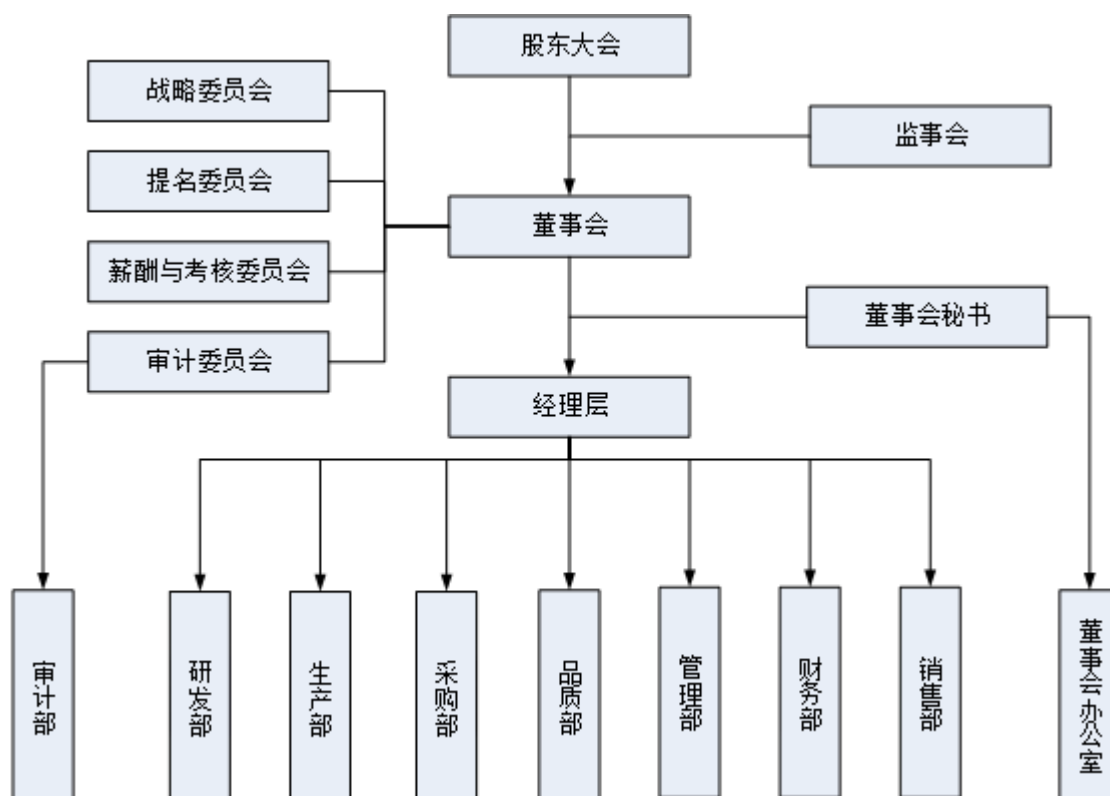 股东大会
战略委员会
监事会
提名委员会
董事会
薪酬与考核委员会
董事会秘书
审计委员会
经理层
审计部
研发部
生产部
采购部
品质部
管理部
财务部
销售部
董事会办公室